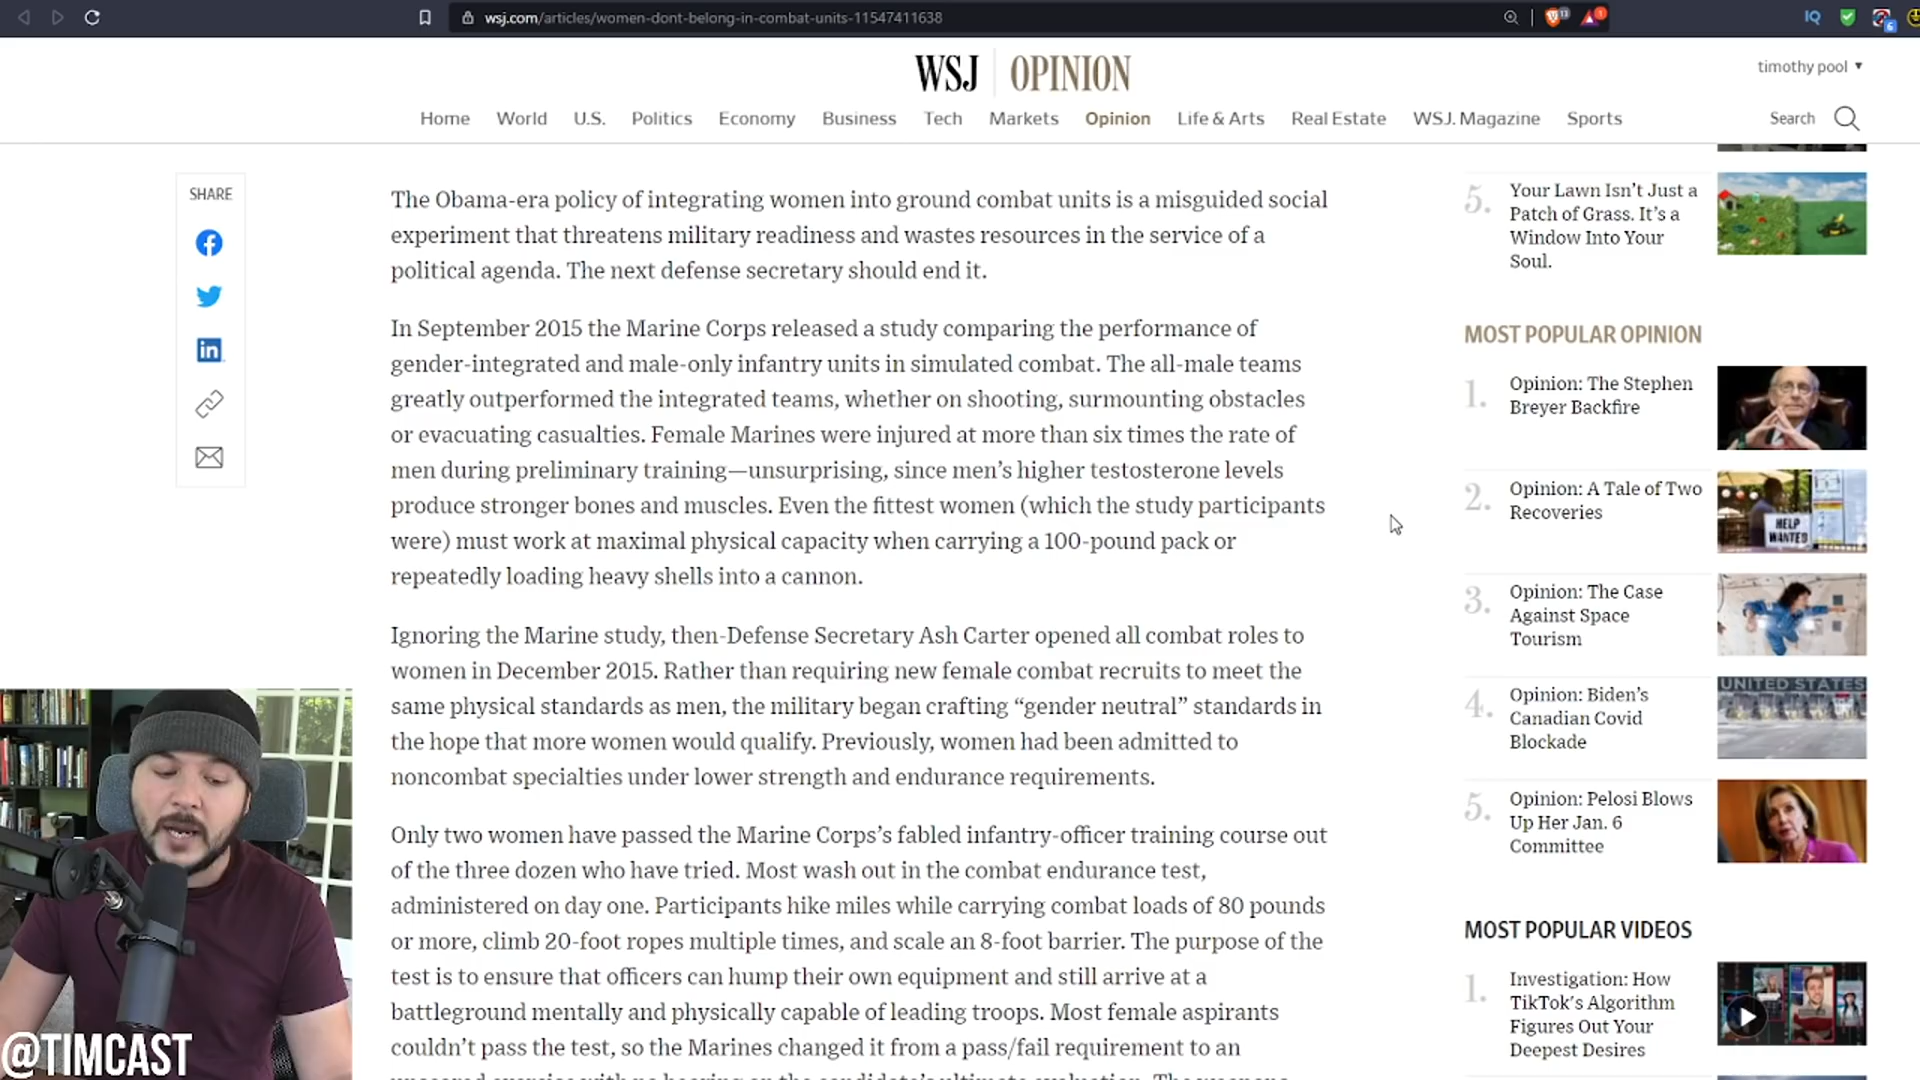 wsj.com/articles/women-dont-belong-in-combat-units-11547411638
13
1
IQ
6
WSJ OPINION
timothy pool
Home World U.S. Politics Economy Business Tech Markets Opinion Life & Arts Real Estate WSJ. Magazine Sports
Search
SHARE
The Obama-era policy of integrating women into ground combat units is a misguided social
experiment that threatens military readiness and wastes resources in the service of a
political agenda. The next defense secretary should end it.
In September 2015 the Marine Corps released a study comparing the performance of
gender-integrated and male-only infantry units in simulated combat. The all-male teams
greatly outperformed the integrated teams, whether on shooting, surmounting obstacles
or evacuating casualties. Female Marines were injured at more than six times the rate of
men during preliminary training—unsurprising, since men's higher testosterone levels
produce stronger bones and muscles. Even the fittest women (which the study participants
were) must work at maximal physical capacity when carrying a 100-pound pack or
repeatedly loading heavy shells into a cannon.
Ignoring the Marine study, then-Defense Secretary Ash Carter opened all combat roles to
women in December 2015. Rather than requiring new female combat recruits to meet the
same physical standards as men, the military began crafting “gender neutral” standards in
the hope that more women would qualify. Previously, women had been admitted to
noncombat specialties under lower strength and endurance requirements.
Only two women have passed the Marine Corps's fabled infantry-officer training course out
of the three dozen who have tried. Most wash out in the combat endurance test,
administered on day one. Participants hike miles while carrying combat loads of 80 pounds
or more, climb 20-foot ropes multiple times, and scale an 8-foot barrier. The purpose of the
test is to ensure that officers can hump their own equipment and still arrive at a
battleground mentally and physically capable of leading troops. Most female aspirants
couldn't pass the test, so the Marines changed it from a pass/fail requirement to an
5.
Your Lawn Isn't Just a
Patch of Grass. It's a
Window Into Your
Soul.
MOST POPULAR OPINION
1.
Opinion: The Stephen
Breyer Backfire
2.
Opinion: A Tale of Two
Recoveries
HELP
WANTED
3.
Opinion: The Case
Against Space
Tourism
4.
Opinion: Biden's
Canadian Covid
Blockade
UNITED STATES
5.
Opinion: Pelosi Blows
Up Her Jan. 6
Committee
MOST POPULAR VIDEOS
1.
Investigation: How
TikTok's Algorithm
Figures Out Your
Deepest Desires
@TIMCAST